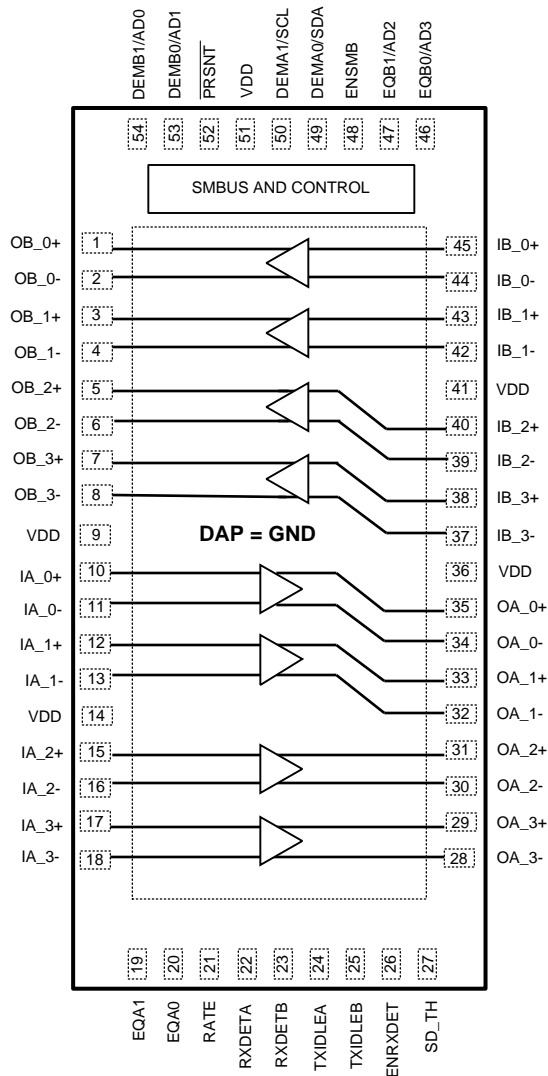 DEMB1/AD0
DEMB0/AD1
PRSNT
VDD
DEMA1/SCL
DEMA0/SDA
ENSMB
EQB1/AD2
EQB0/AD3
54
53
52
51
50
49
48
47
46
SMBUS AND CONTROL
OB_0+ 1 45 IB_0+
OB_0- 2 44 IB_0-
OB_1+ 3 43 IB_1+
OB_1- 4 42 IB_1-
OB_2+ 5 41 VDD
OB_2- 6 40 IB_2+
OB_3+ 7 39 IB_2-
OB_3- 8 38 IB_3+
VDD 9 DAP = GND 37 IB_3-
IA_0+ 10 36 VDD
IA_0- 11 35 OA_0+
IA_1+ 12 34 OA_0-
IA_1- 13 33 OA_1+
VDD 14 32 OA_1-
IA_2+ 15 31 OA_2+
IA_2- 16 30 OA_2-
IA_3+ 17 29 OA_3+
IA_3- 18 28 OA_3-
19
20
21
22
23
24
25
26
27
EQA1
EQA0
RATE
RXDETA
RXDETB
TXIDLEA
TXIDLEB
ENRXDET
SD_TH